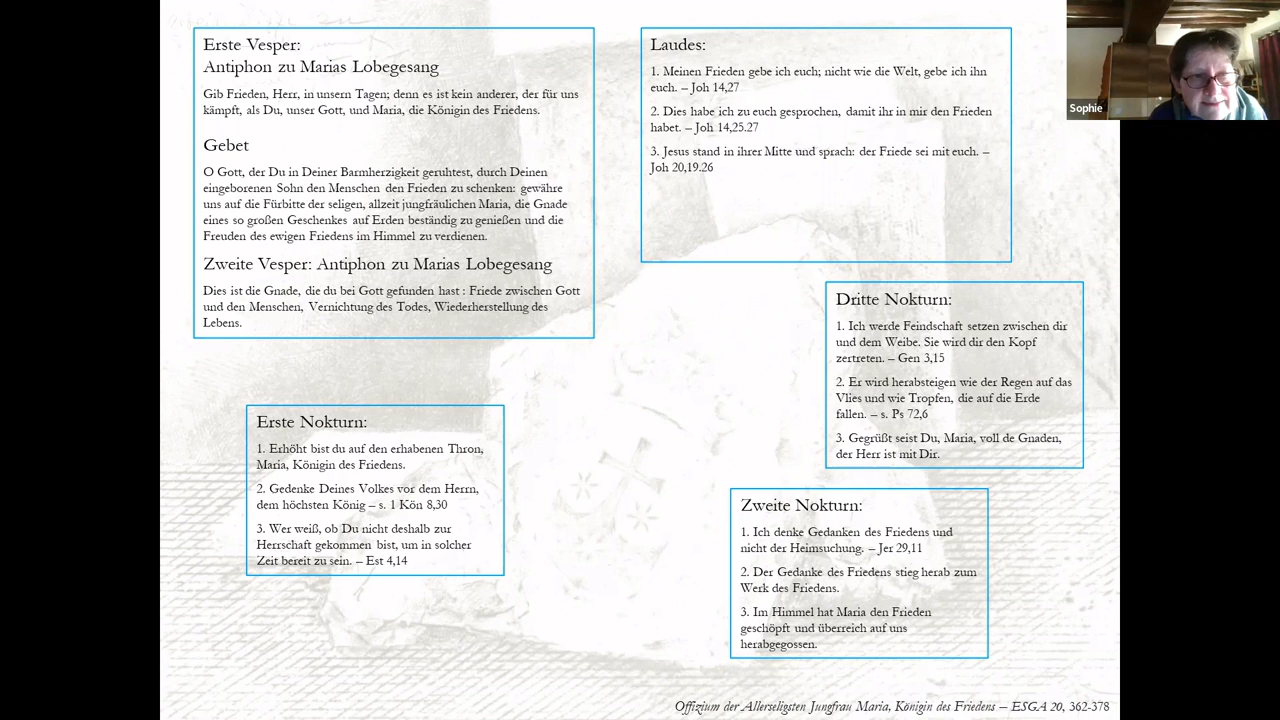 Erste Vesper:
Antiphon zu Marias Lobegesang
Gib Frieden, Herr, in unsern Tagen; denn es ist kein anderer, der für uns
kämpft, als Du, unser Gott, und Maria, die Königin des Friedens.
Gebet
O Gott, der Du in Deiner Barmherzigkeit geruhtest, durch Deinen
eingeborenen Sohn den Menschen den Frieden zu schenken: gewähre
uns auf die Fürbitte der seligen, allzeit jungfräulichen Maria, die Gnade
eines so großen Geschenkes auf Erden beständig zu genießen und die
Freuden des ewigen Friedens im Himmel zu verdienen.
Zweite Vesper: Antiphon zu Marias Lobegesang
Dies ist die Gnade, die du bei Gott gefunden hast : Friede zwischen Gott
und den Menschen, Vernichtung des Todes, Wiederherstellung des
Lebens.
Laudes:
1. Meinen Frieden gebe ich euch; nicht wie die Welt, gebe ich ihn
euch. – Joh 14,27
2. Dies habe ich zu euch gesprochen, damit ihr in mir den Frieden
habet. – Joh 14,25.27
3. Jesus stand in ihrer Mitte und sprach: der Friede sei mit euch. –
Joh 20,19.26
Sophie
Dritte Nokturn:
1. Ich werde Feindschaft setzen zwischen dir
und dem Weibe. Sie wird dir den Kopf
zertreten. – Gen 3,15
2. Er wird herabsteigen wie der Regen auf das
Vlies und wie Tropfen, die auf die Erde
fallen. – s. Ps 72,6
3. Gegrüßt seist Du, Maria, voll de Gnaden,
der Herr ist mit Dir.
Erste Nokturn:
1. Erhöht bist du auf den erhabenen Thron,
Maria, Königin des Friedens.
2. Gedenke Deines Volkes vor dem Herrn,
dem höchsten König – s. 1 Kön 8,30
3. Wer weiß, ob Du nicht deshalb zur
Herrschaft gekommen bist, um in solcher
Zeit bereit zu sein. – Est 4,14
Zweite Nokturn:
1. Ich denke Gedanken des Friedens und
nicht der Heimsuchung. – Jer 29,11
2. Der Gedanke des Friedens stieg herab zum
Werk des Friedens.
3. Im Himmel hat Maria den Frieden
geschöpft und überreich auf uns
herabgegossen.
Offizium der Allerseligsten Jungfrau Maria, Königin des Friedens – ESGA 20, 362-378